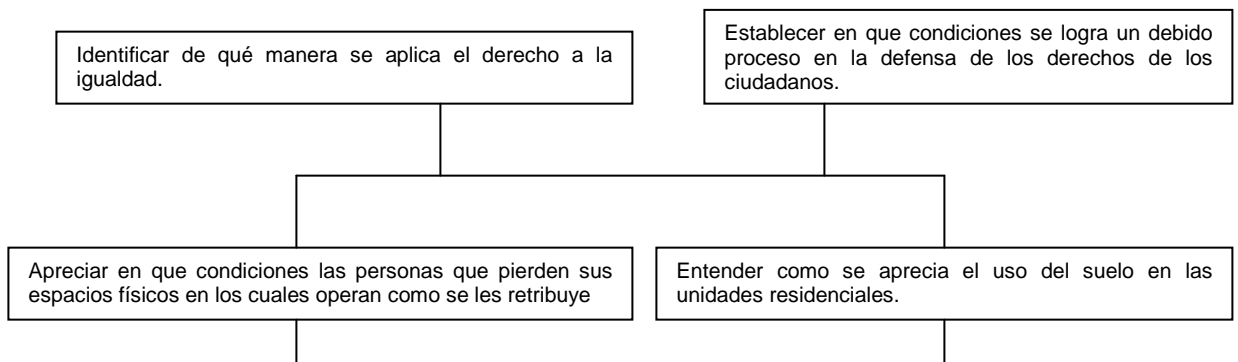 Identificar de qué manera se aplica el derecho a la
igualdad.
Establecer en que condiciones se logra un debido
proceso en la defensa de los derechos de los
ciudadanos.
Apreciar en que condiciones las personas que pierden sus
espacios físicos en los cuales operan como se les retribuye
Entender como se aprecia el uso del suelo en las
unidades residenciales.